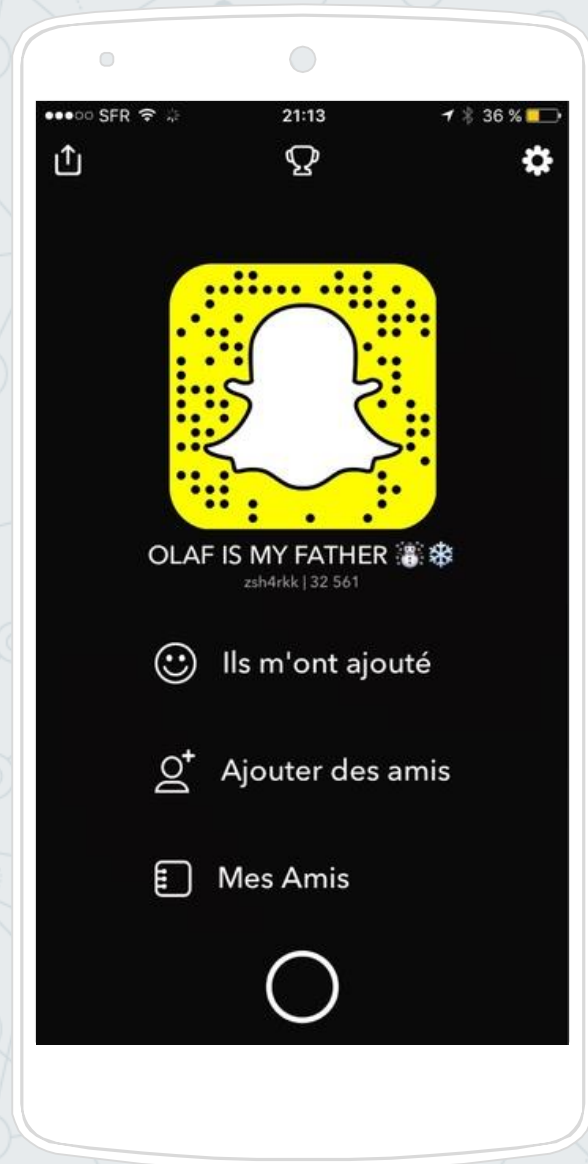 SFR 21:13 36 %
OLAF IS MY FATHER ☃❄
zsh4rkk | 32 561
Ils m'ont ajouté
Ajouter des amis
Mes Amis